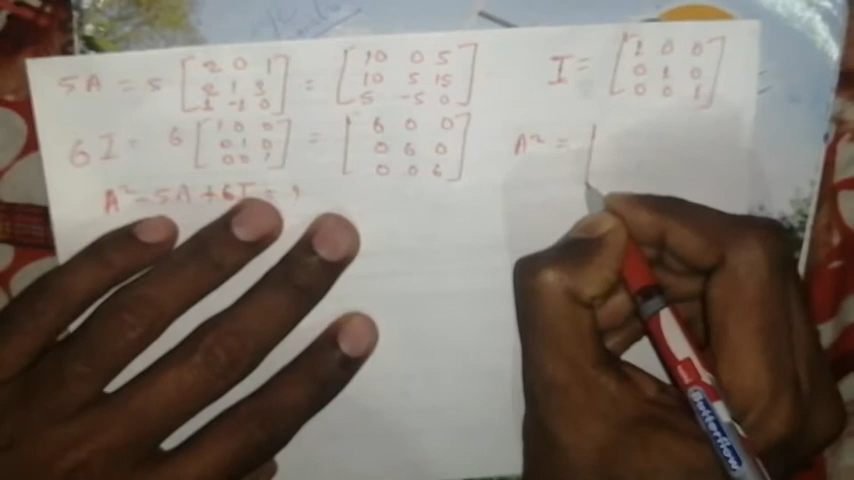 5A = 5 [2 0 1 = [10 0 5
2 1 3 10 5 15
1 -1 0] 5 -5 0]
I = [1 0 0
0 1 0
0 0 1]
6I = 6 [1 0 0 = [6 0 0
0 1 0 0 6 0
0 0 1] 0 0 6]
A² = [
A² - 5A + 6I = ?
Butterflow